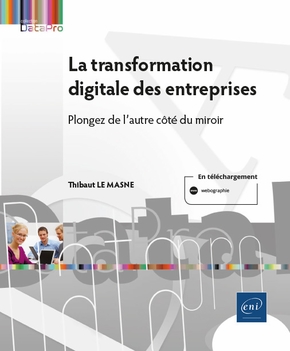 collection
DataPro
La transformation
digitale des entreprises
Plongez de l'autre côté du miroir
Thibaut LE MASNE
En téléchargement
webographie
DataPro
eni